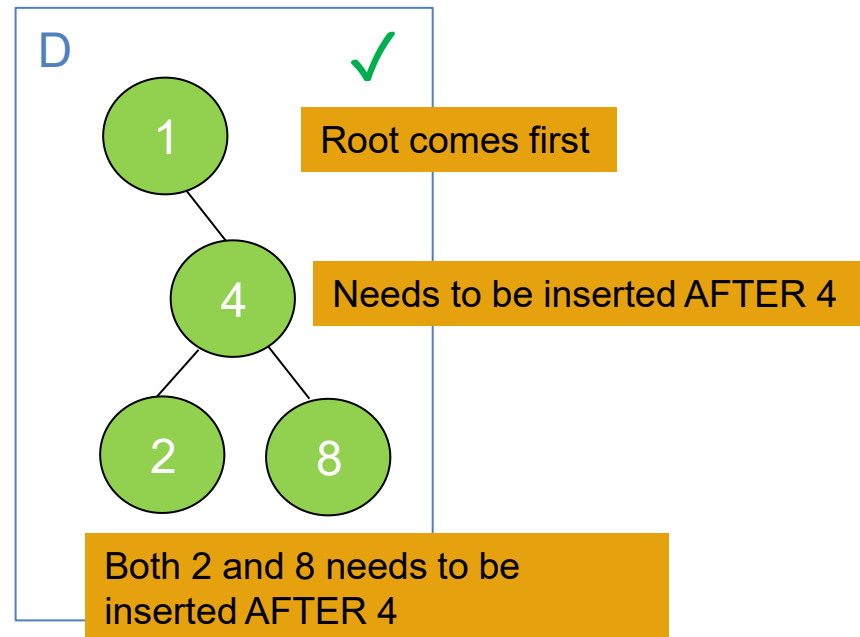 D
✓
1
Root comes first
4
Needs to be inserted AFTER 4
2
8
Both 2 and 8 needs to be
inserted AFTER 4